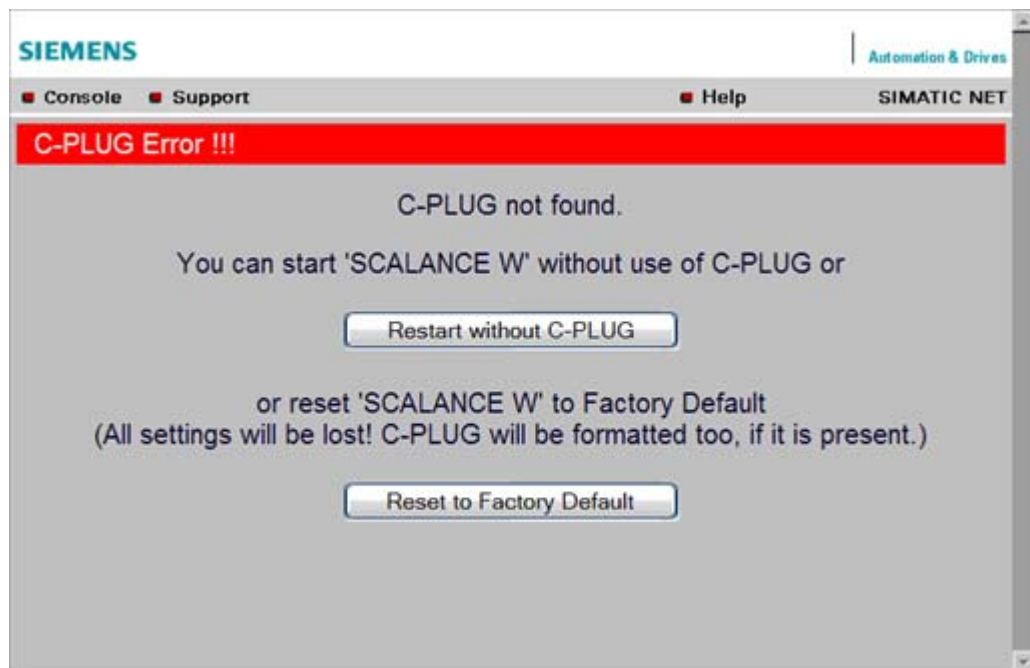 SIEMENS
Automation & Drives
Console Support Help SIMATIC NET
C-PLUG Error !!!
C-PLUG not found.
You can start 'SCALANCE W' without use of C-PLUG or
Restart without C-PLUG
or reset 'SCALANCE W' to Factory Default
(All settings will be lost! C-PLUG will be formatted too, if it is present.)
Reset to Factory Default